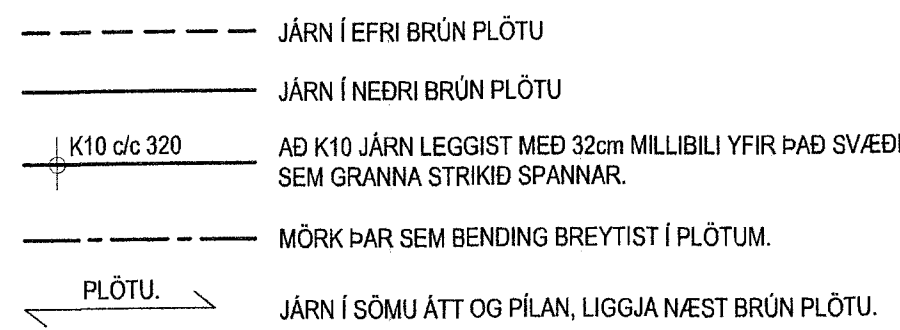 JÁRN Í EFRI BRÚN PLÖTU
JÁRN Í NEÐRI BRÚN PLÖTU
K10 c/c 320
AÐ K10 JÁRN LEGGIST MEÐ 32cm MILLIBILI YFIR ÞAÐ SVÆÐI
SEM GRANNA STRIKIÐ SPANNAR.
MÖRK ÞAR SEM BENDING BREYTIST Í PLÖTUM.
PLÖTU.
JÁRN Í SÖMU ÁTT OG PÍLAN, LIGGJA NÆST BRÚN PLÖTU.